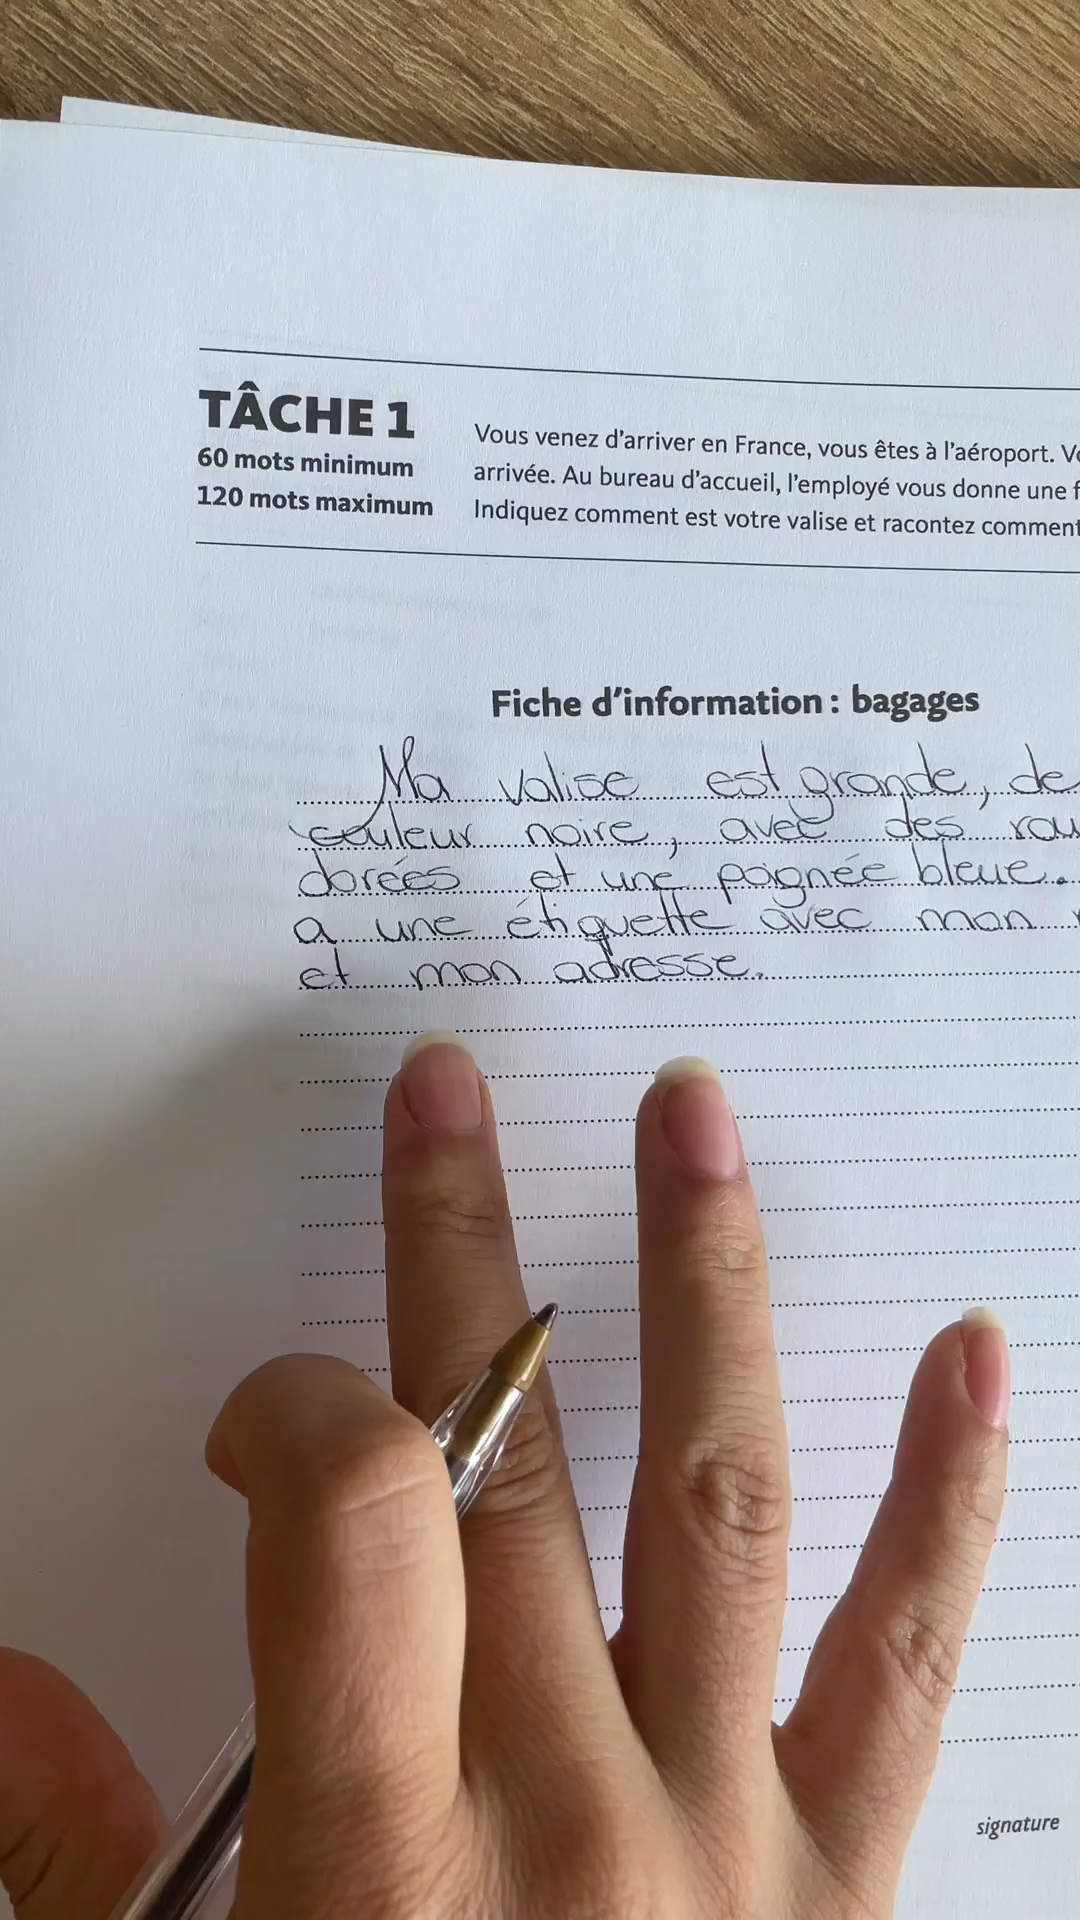 TÂCHE 1
60 mots minimum
120 mots maximum
Vous venez d'arriver en France, vous êtes à l'aéroport.
arrivée. Au bureau d'accueil, l'employé vous donne une
Indiquez comment est votre valise et racontez comment
Fiche d'information : bagages
Ma valise est grande, de
couleur noire, avec des
dorées et une poignée bleue.
a une étiquette avec mon
et mon adresse.
signature